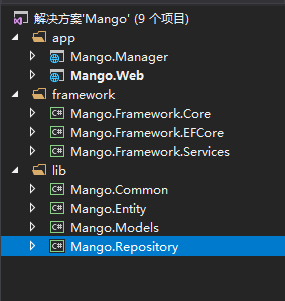 解决方案'Mango' (9 个项目)
app
Mango.Manager
Mango.Web
framework
C# Mango.Framework.Core
C# Mango.Framework.EFCore
C# Mango.Framework.Services
lib
C# Mango.Common
C# Mango.Entity
C# Mango.Models
C# Mango.Repository